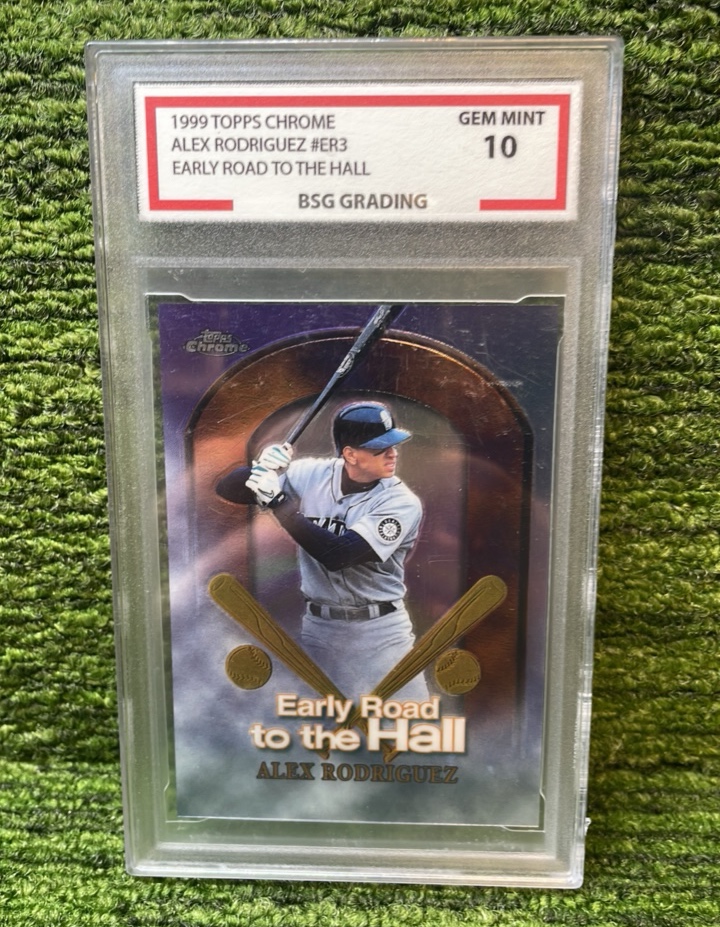 1999 TOPPS CHROME
GEM MINT
ALEX RODRIGUEZ #ER3
10
EARLY ROAD TO THE HALL
BSG GRADING
TOPPS
Chrome
Early Road
to the Hall
ALEX RODRIGUEZ